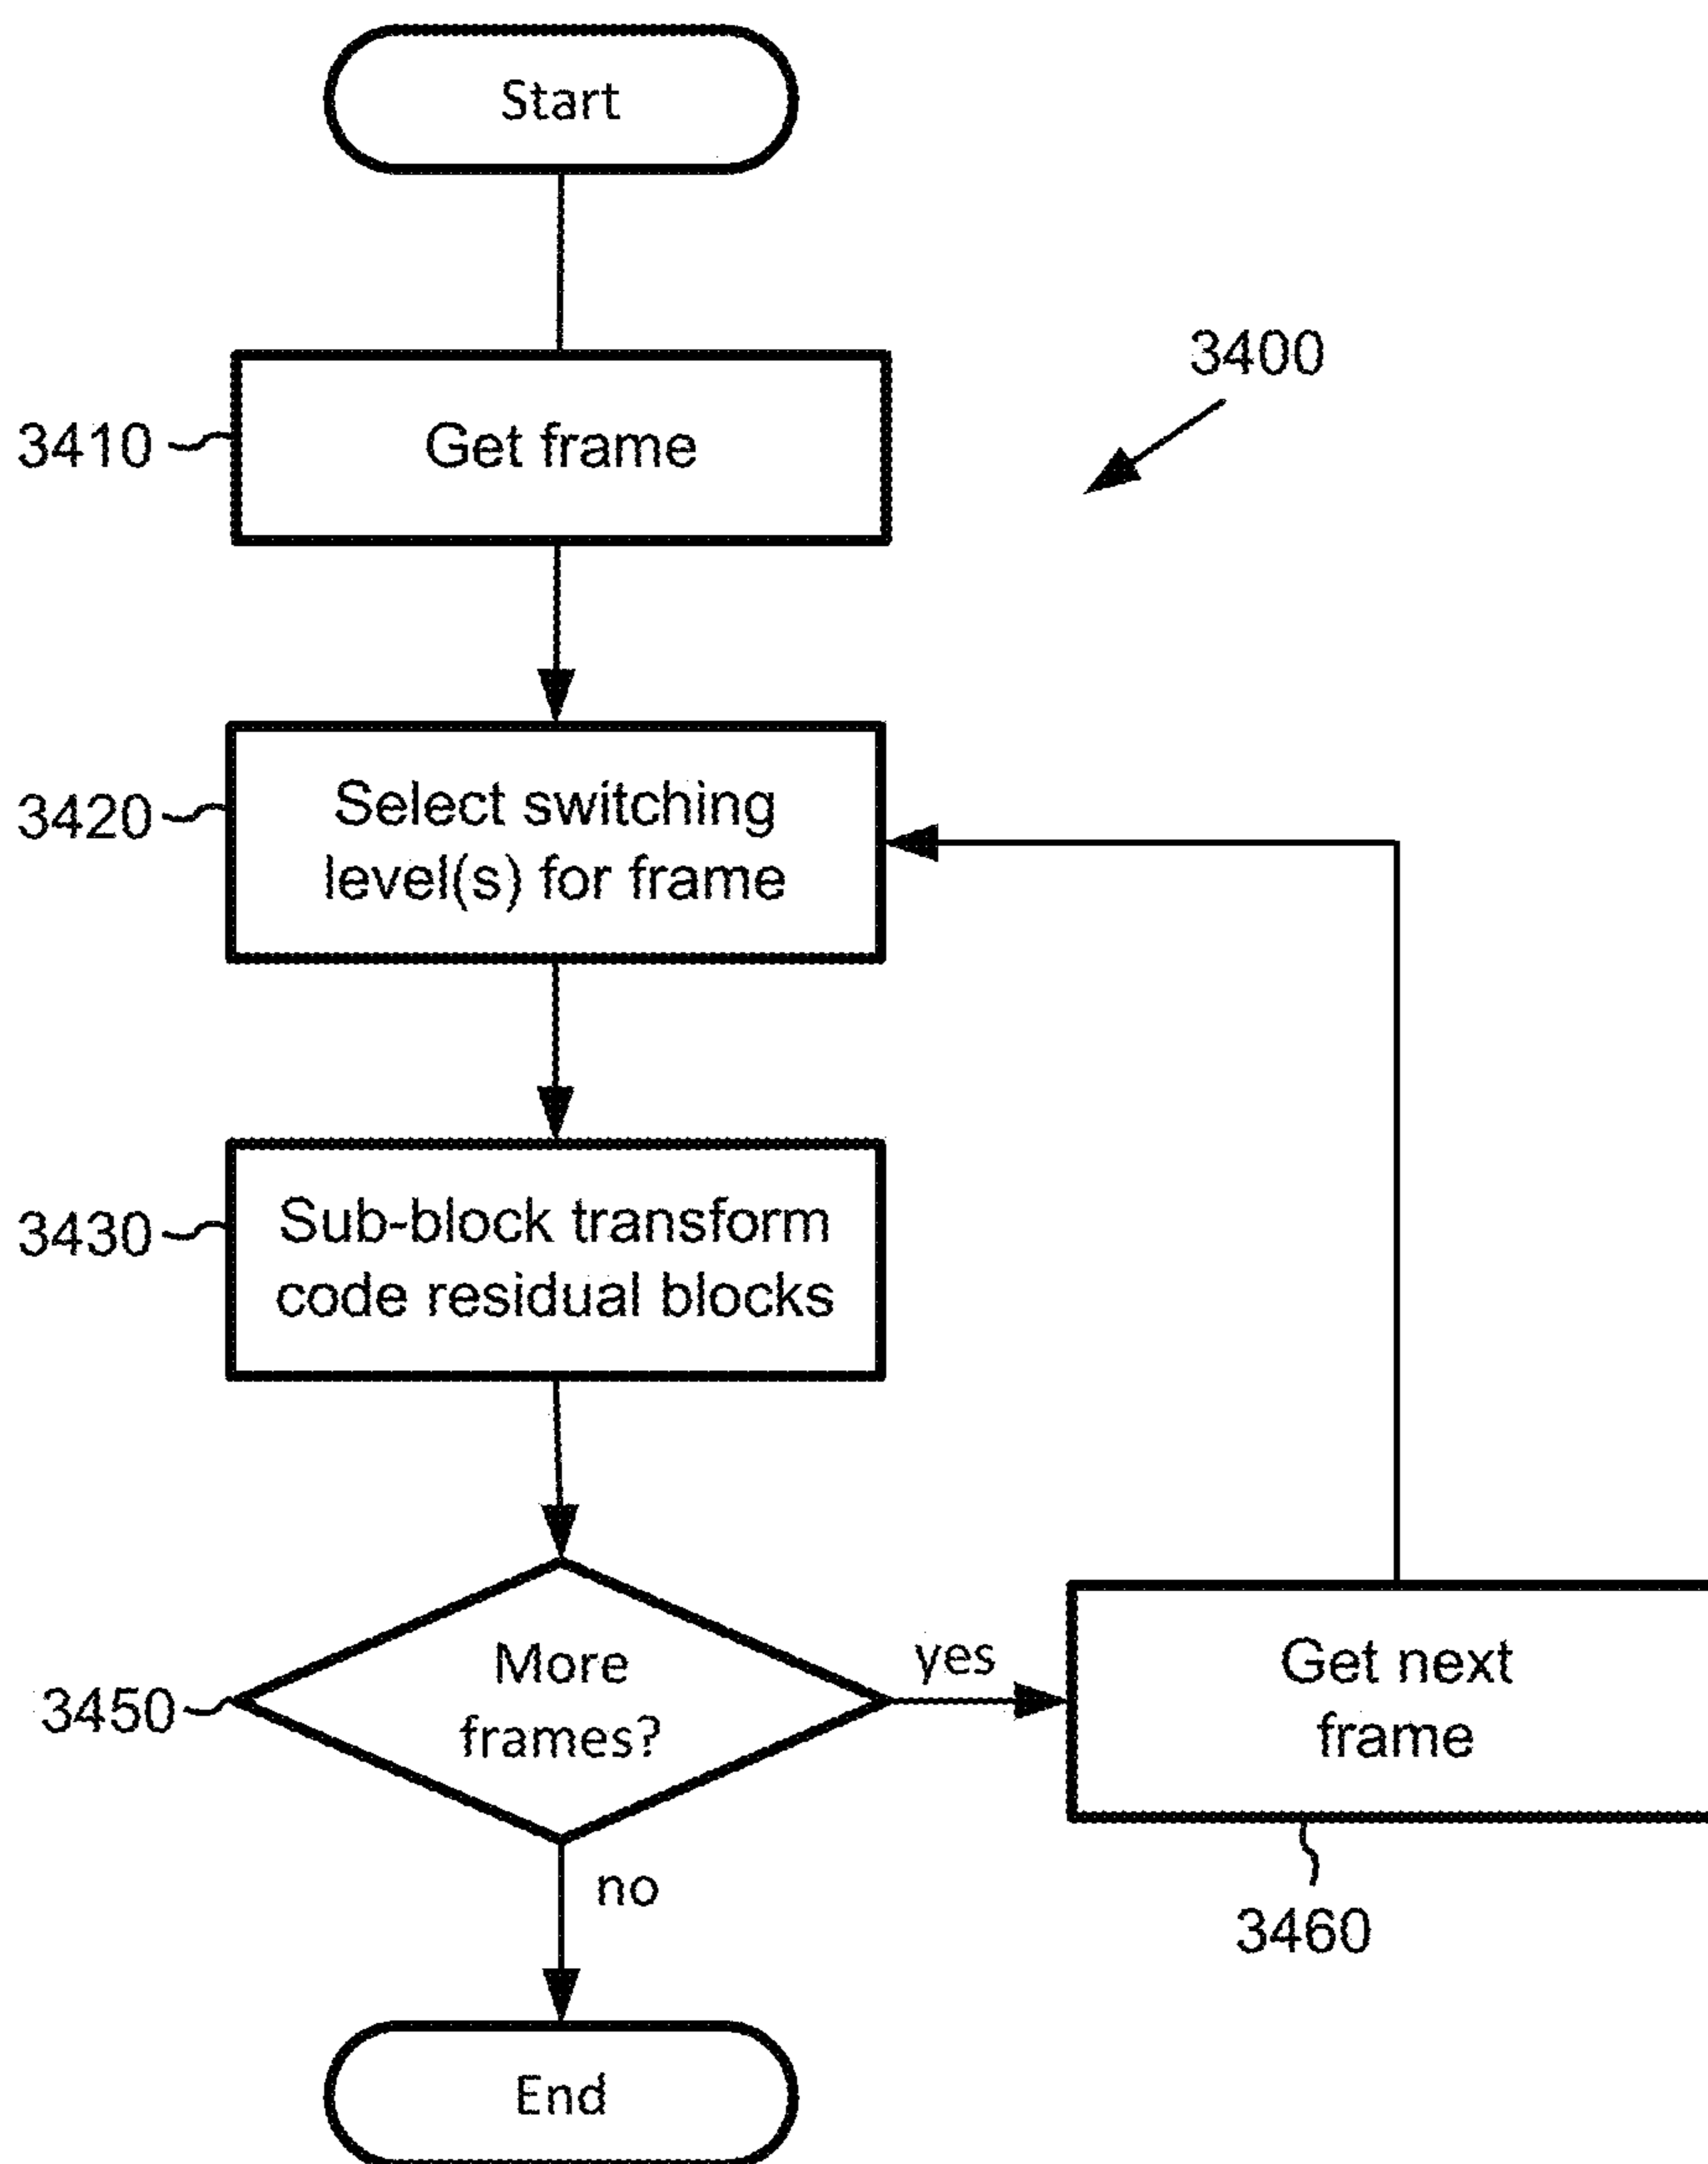 Start
3400
3410
Get frame
3420
Select switching
level(s) for frame
3430
Sub-block transform
code residual blocks
3450
More
frames?
yes
Get next
frame
3460
no
End